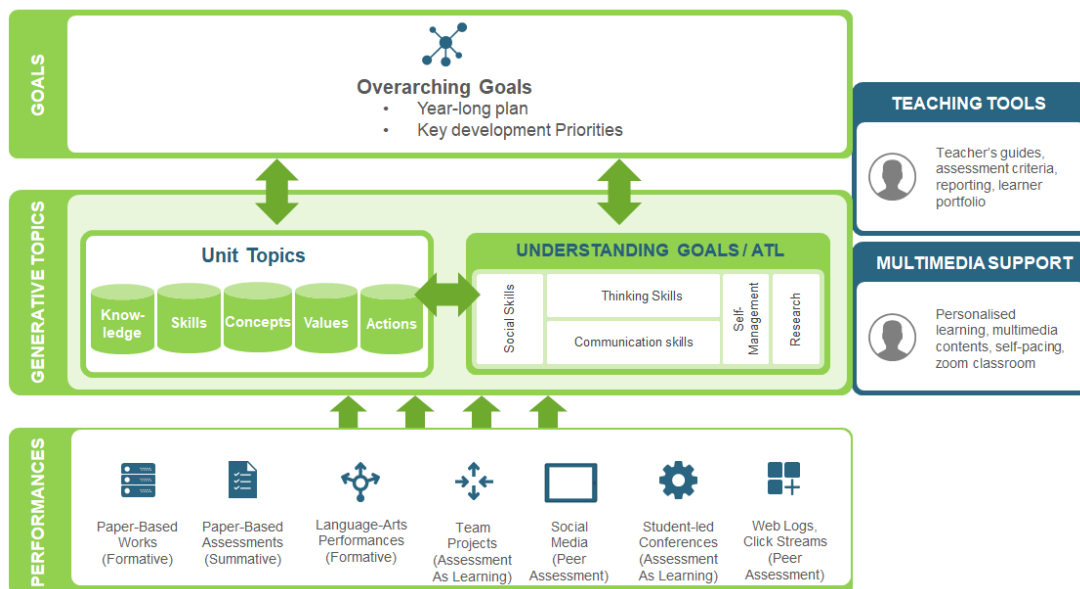 GOALS
Overarching Goals
• Year-long plan
• Key development Priorities
GENERATIVE TOPICS
Unit Topics
Know-
ledge
Skills
Concepts
Values
Actions
UNDERSTANDING GOALS / ATL
Social Skills
Thinking Skills
Communication skills
Self-
Management
Research
PERFORMANCES
Paper-Based
Works
(Formative)
Paper-Based
Assessments
(Summative)
Language-Arts
Performances
(Formative)
Team
Projects
(Assessment
As Learning)
Social
Media
(Peer
Assessment)
Student-led
Conferences
(Assessment
As Learning)
Web Logs,
Click Streams
(Peer
Assessment)
TEACHING TOOLS
Teacher's guides,
assessment criteria,
reporting, learner
portfolio
MULTIMEDIA SUPPORT
Personalised
learning, multimedia
contents, self-pacing,
zoom classroom